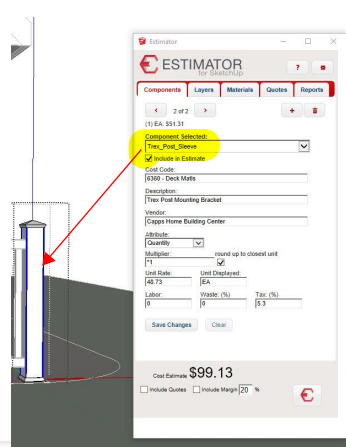 Estimator
ESTIMATOR
for SketchUp
?
Components Layers Materials Quotes Reports
< 2 of 2 > +
(1) EA: $51.31
Component Selected:
Trex_Post_Sleeve
Include in Estimate
Cost Code:
6360 - Deck Matls
Description:
Trex Post Mounting Bracket
Vendor:
Capps Home Building Center
Attribute:
Quantity
Multiplier: round up to closest unit
*1
Unit Rate: Unit Displayed:
48.73 EA
Labor: Waste: (%) Tax: (%)
0 0 5.3
Save Changes Clear
Cost Estimate $99.13
Include Quotes Include Margin 20 %